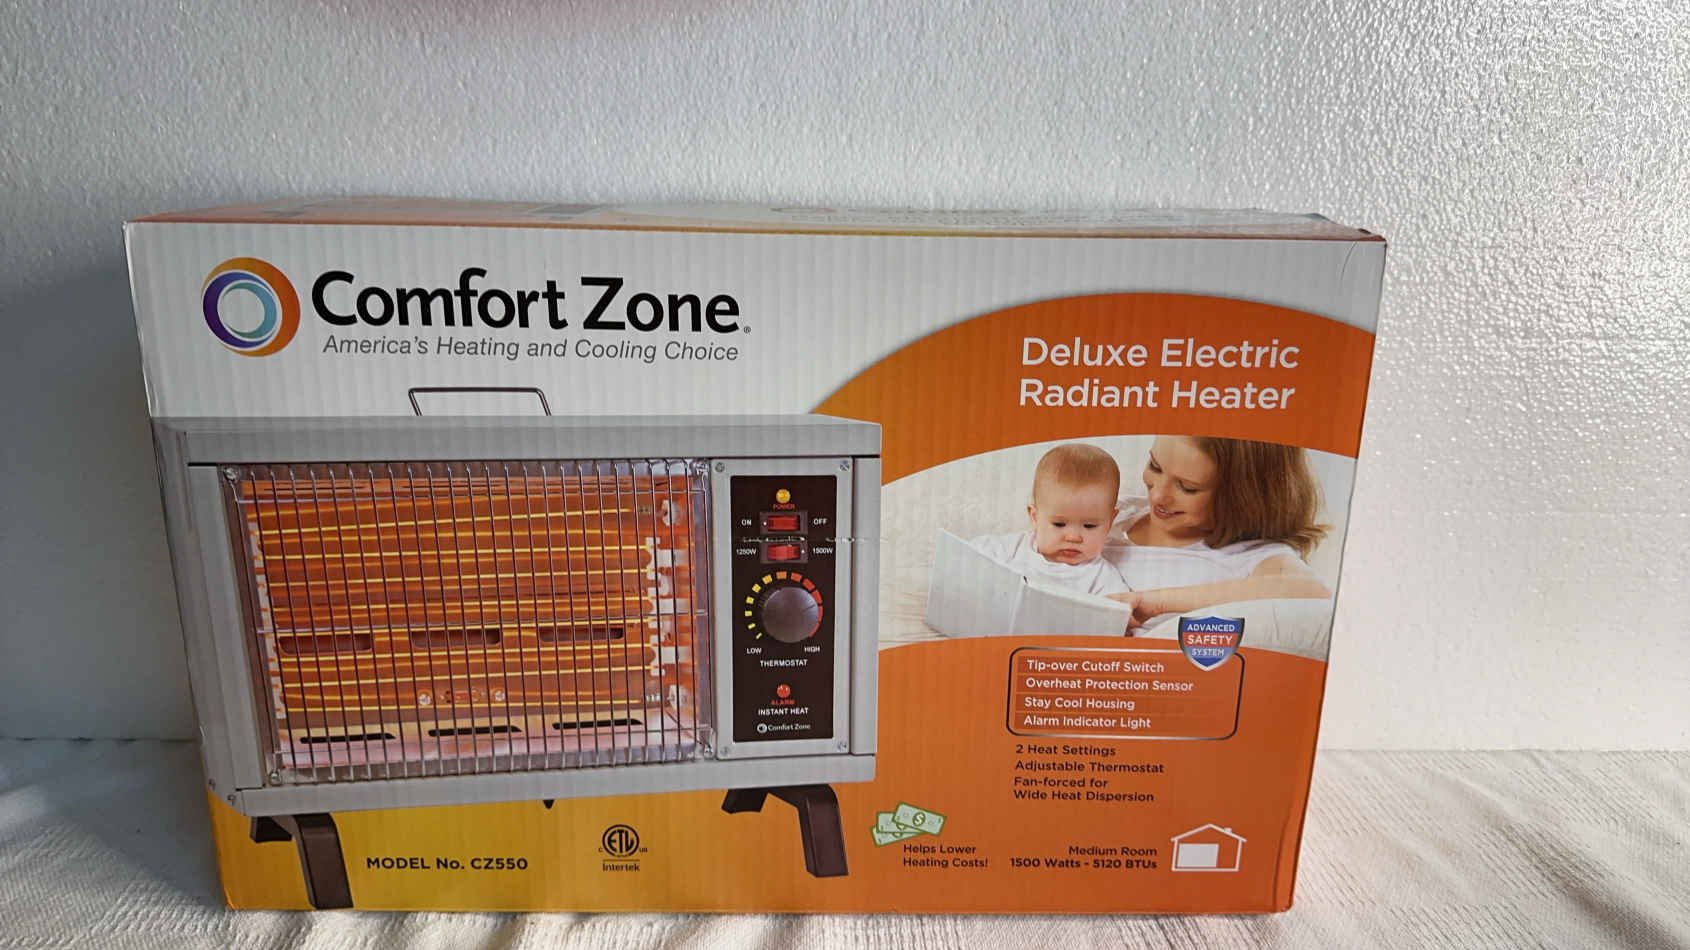 Comfort Zone®
America's Heating and Cooling Choice
Deluxe Electric
Radiant Heater
POWER
ON OFF
1250W 1500W
LOW HIGH
THERMOSTAT
ALARM
INSTANT HEAT
Comfort Zone
ADVANCED
SAFETY
SYSTEM
Tip-over Cutoff Switch
Overheat Protection Sensor
Stay Cool Housing
Alarm Indicator Light
2 Heat Settings
Adjustable Thermostat
Fan-forced for
Wide Heat Dispersion
MODEL No. CZ550
C ETL US
Intertek
Helps Lower
Heating Costs!
Medium Room
1500 Watts - 5120 BTUs